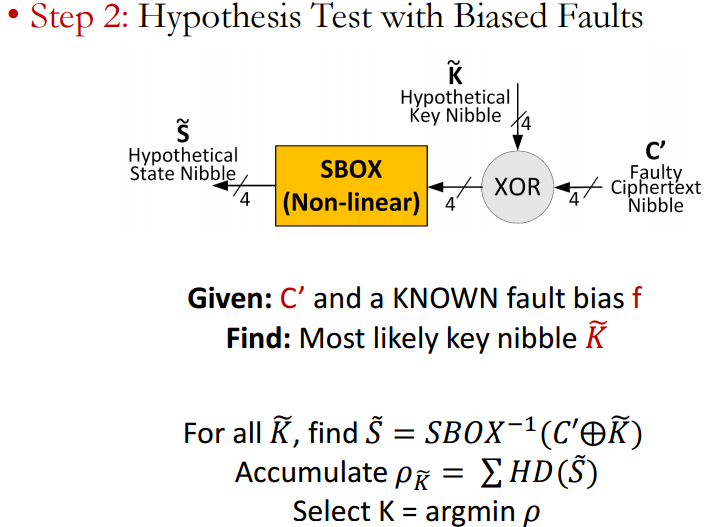 • Step 2: Hypothesis Test with Biased Faults
K̃
Hypothetical
Key Nibble
4
S̃
Hypothetical
State Nibble
4
SBOX
(Non-linear)
4
XOR
4
C'
Faulty
Ciphertext
Nibble
Given: C' and a KNOWN fault bias f
Find: Most likely key nibble K̃
For all K̃, find S̃ = SBOX⁻¹(C'⊕K̃)
Accumulate ρ_K̃ = ∑ HD(S̃)
Select K = argmin ρ